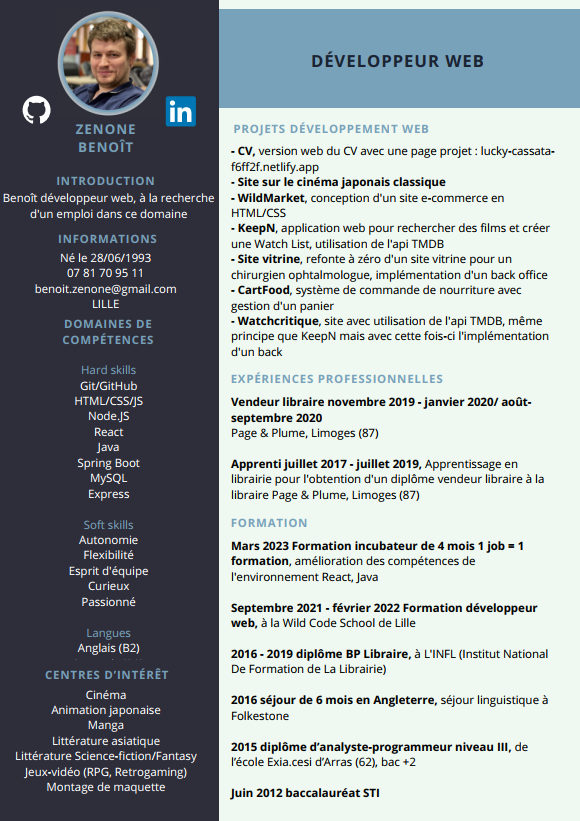 in
ZENONE
BENOÎT
INTRODUCTION
Benoît développeur web, à la recherche
d'un emploi dans ce domaine
INFORMATIONS
Né le 28/06/1993
07 81 70 95 11
benoit.zenone@gmail.com
LILLE
DOMAINES DE
COMPÉTENCES
Hard skills
Git/GitHub
HTML/CSS/JS
Node.JS
React
Java
Spring Boot
MySQL
Express
Soft skills
Autonomie
Flexibilité
Esprit d'équipe
Curieux
Passionné
Langues
Anglais (B2)
CENTRES D'INTÉRÊT
Cinéma
Animation japonaise
Manga
Littérature asiatique
Littérature Science-fiction/Fantasy
Jeux-vidéo (RPG, Retrogaming)
Montage de maquette
DÉVELOPPEUR WEB
PROJETS DÉVELOPPEMENT WEB
- CV, version web du CV avec une page projet : lucky-cassata-
f6ff2f.netlify.app
- Site sur le cinéma japonais classique
- WildMarket, conception d'un site e-commerce en
HTML/CSS
- KeepN, application web pour rechercher des films et créer
une Watch List, utilisation de l'api TMDB
- Site vitrine, refonte à zéro d'un site vitrine pour un
chirurgien ophtalmologue, implémentation d'un back office
- CartFood, système de commande de nourriture avec
gestion d'un panier
- Watchcritique, site avec utilisation de l'api TMDB, même
principe que KeepN mais avec cette fois-ci l'implémentation
d'un back
EXPÉRIENCES PROFESSIONNELLES
Vendeur libraire novembre 2019 - janvier 2020/ août-
septembre 2020
Page & Plume, Limoges (87)
Apprenti juillet 2017 - juillet 2019, Apprentissage en
librairie pour l'obtention d'un diplôme vendeur libraire à la
libraire Page & Plume, Limoges (87)
FORMATION
Mars 2023 Formation incubateur de 4 mois 1 job = 1
formation, amélioration des compétences de
l'environnement React, Java
Septembre 2021 - février 2022 Formation développeur
web, à la Wild Code School de Lille
2016 - 2019 diplôme BP Libraire, à L'INFL (Institut National
De Formation de La Librairie)
2016 séjour de 6 mois en Angleterre, séjour linguistique à
Folkestone
2015 diplôme d’analyste-programmeur niveau III, de
l’école Exia.cesi d’Arras (62), bac +2
Juin 2012 baccalauréat STI